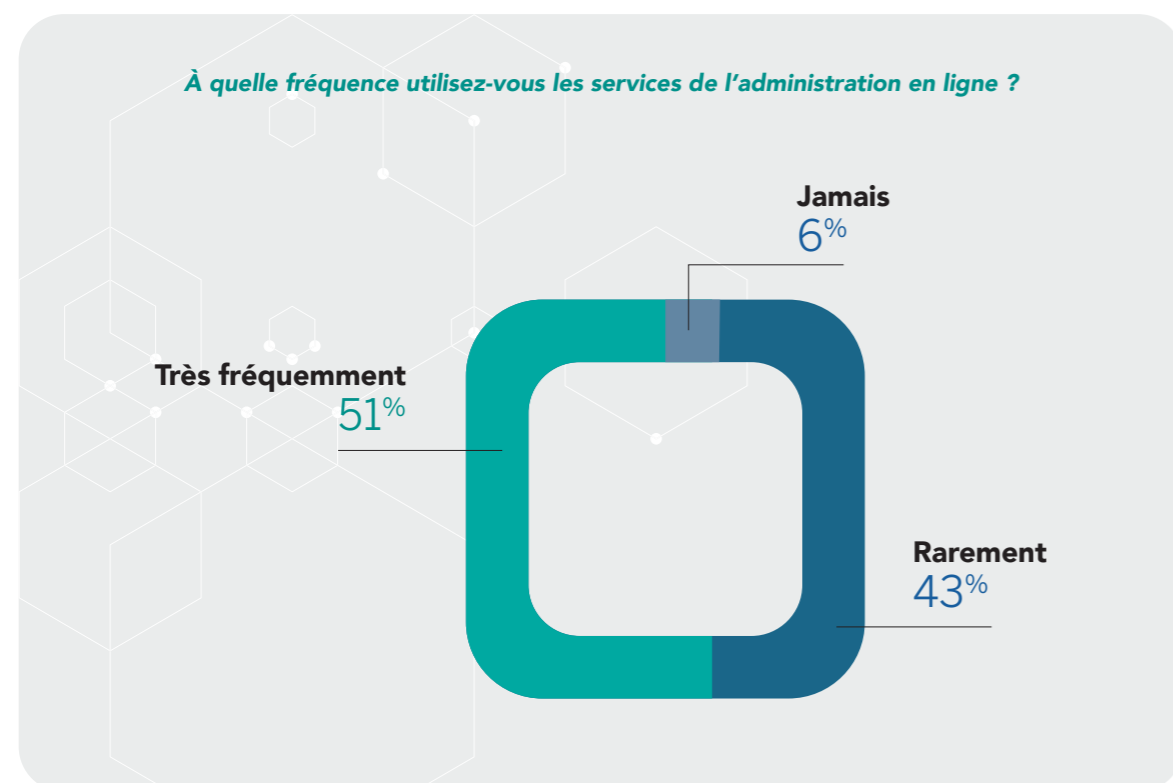 À quelle fréquence utilisez-vous les services de l’administration en ligne ?
Jamais
6%
Très fréquemment
51%
Rarement
43%